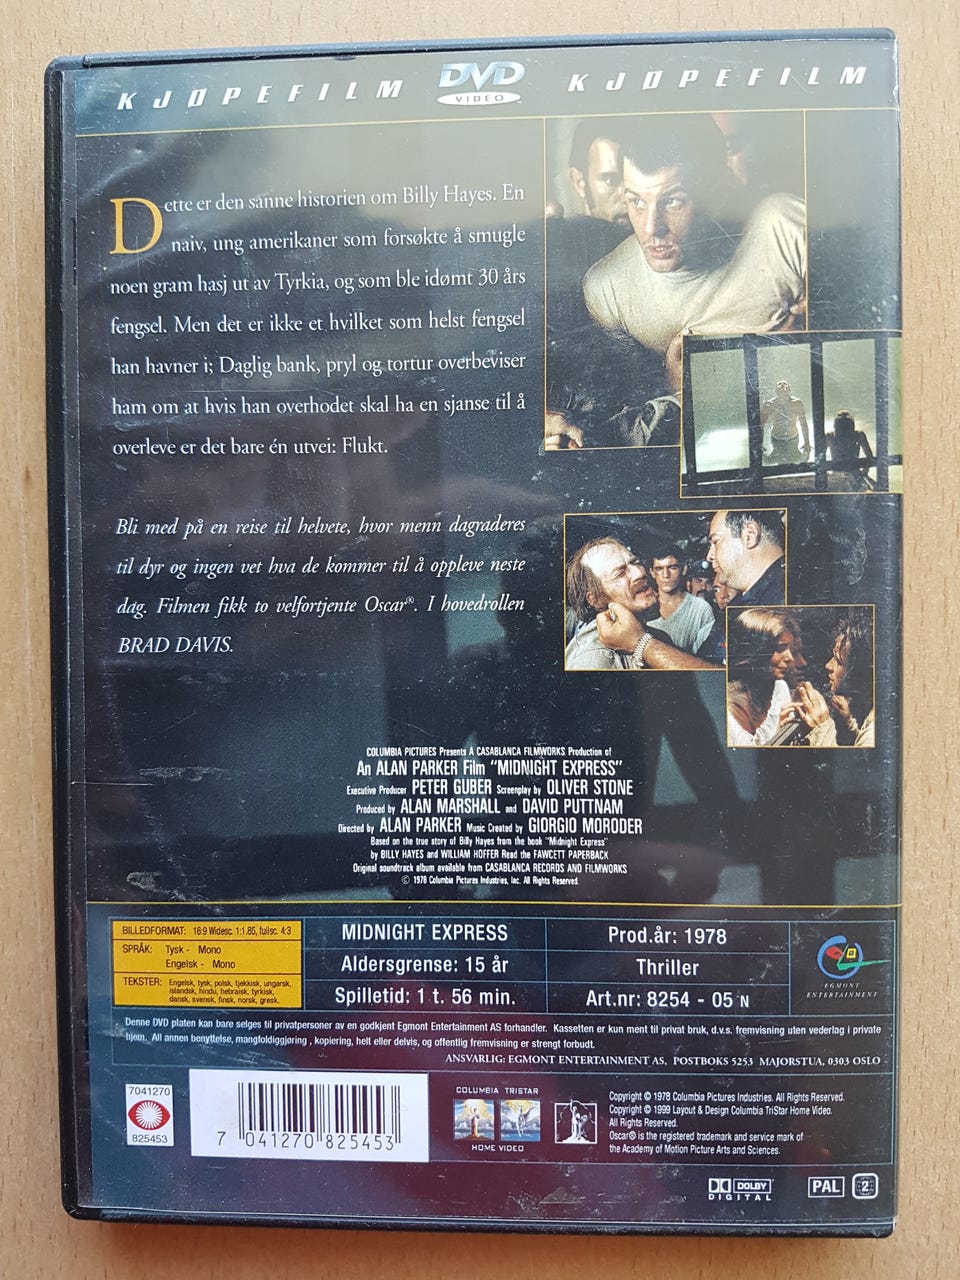 KJØPEFILM DVD VIDEO KJØPEFILM
Dette er den sanne historien om Billy Hayes. En
naiv, ung amerikaner som forsøkte å smugle
noen gram hasj ut av Tyrkia, og som ble idømt 30 års
fengsel. Men det er ikke et hvilket som helst fengsel
han havner i; Daglig bank, pryl og tortur overbeviser
ham om at hvis han overhodet skal ha en sjanse til å
overleve er det bare én utvei: Flukt.
Bli med på en reise til helvete, hvor menn dagraderes
til dyr og ingen vet hva de kommer til å oppleve neste
dag. Filmen fikk to velfortjente Oscar®. I hovedrollen
BRAD DAVIS.
COLUMBIA PICTURES Presents A CASABLANCA FILMWORKS Production of
An ALAN PARKER Film "MIDNIGHT EXPRESS"
Executive Producer PETER GUBER Screenplay by OLIVER STONE
Produced by ALAN MARSHALL and DAVID PUTTNAM
Directed by ALAN PARKER Music Created by GIORGIO MORODER
Based on the true story of Billy Hayes from the book "Midnight Express"
by BILLY HAYES and WILLIAM HOFFER Read the FAWCETT PAPERBACK
Original soundtrack album available from CASABLANCA RECORDS AND FILMWORKS
© 1978 Columbia Pictures Industries, Inc. All Rights Reserved.
BILLEDFORMAT: 16:9 Widesc. 1:1.85, fullsc. 4:3
SPRÅK: Tysk - Mono
Engelsk - Mono
TEKSTER: Engelsk, tysk, polsk, tjekkisk, ungarsk,
islandsk, hindu, hebraisk, tyrkisk,
dansk, svensk, finsk, norsk, gresk.
MIDNIGHT EXPRESS
Aldersgrense: 15 år
Spilletid: 1 t. 56 min.
Prod.år: 1978
Thriller
Art.nr: 8254 - 05 N
EGMONT
ENTERTAINMENT
Denne DVD platen kan bare selges til privatpersoner av en godkjent Egmont Entertainment AS forhandler. Kassetten er kun ment til privat bruk, d.v.s. fremvisning uten vederlag i private
hjem. All annen benyttelse, mangfoldiggjøring, kopiering, helt eller delvis, og offentlig fremvisning er strengt forbudt.
ANSVARLIG: EGMONT ENTERTAINMENT AS, POSTBOKS 5253 MAJORSTUA, 0303 OSLO
7041270
825453
7 041270 825453
COLUMBIA TRISTAR
HOME VIDEO
Copyright © 1978 Columbia Pictures Industries. All Rights Reserved.
Copyright © 1999 Layout & Design Columbia TriStar Home Video.
All Rights Reserved.
Oscar® is the registered trademark and service mark of
the Academy of Motion Picture Arts and Sciences.
DOLBY
DIGITAL
PAL
2